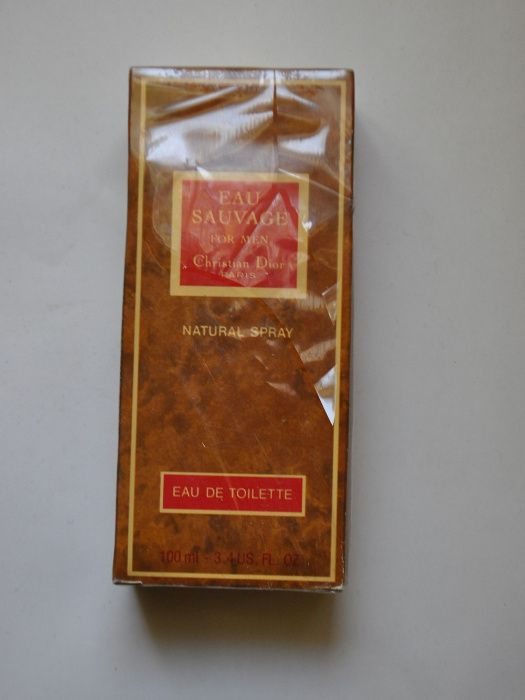 EAU
SAUVAGE
FOR MEN
Christian Dior
PARIS
NATURAL SPRAY
EAU DE TOILETTE
100 ml - 3.4 US. FL. OZ